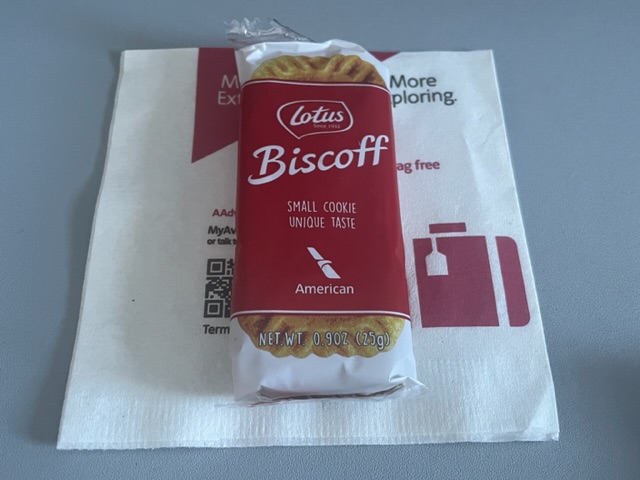 More
ploring.
Lotus
Since 1932
Biscoff
ag free
SMALL COOKIE
UNIQUE TASTE
American
NET.WT. 0.9OZ (25g)